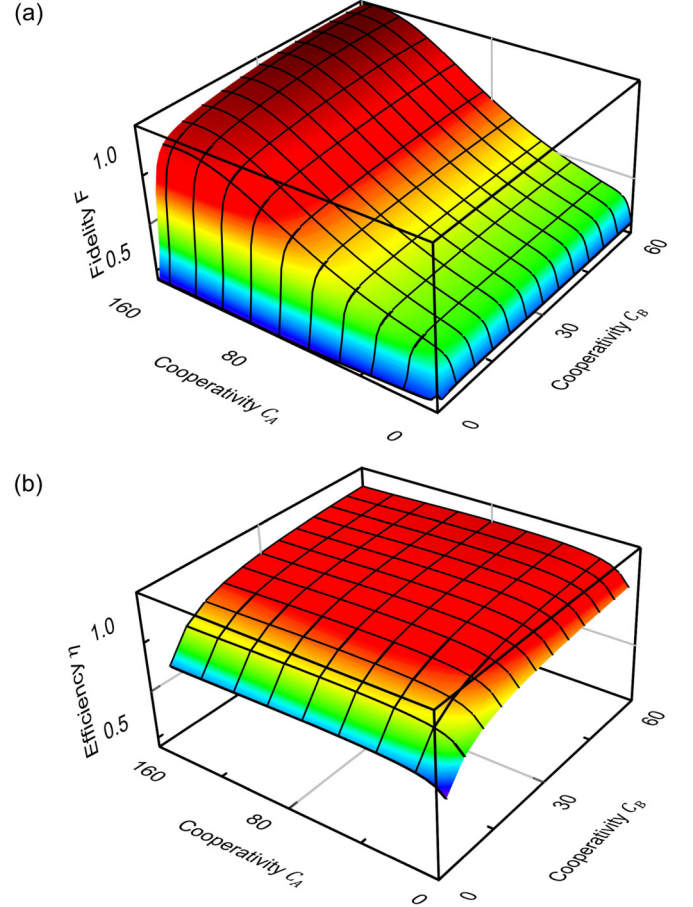 (a)
1.0
0.5
Fidelity F
160
80
0
Cooperativity C_A
0
30
60
Cooperativity C_B
(b)
1.0
0.5
Efficiency η
160
80
0
Cooperativity C_A
0
30
60
Cooperativity C_B